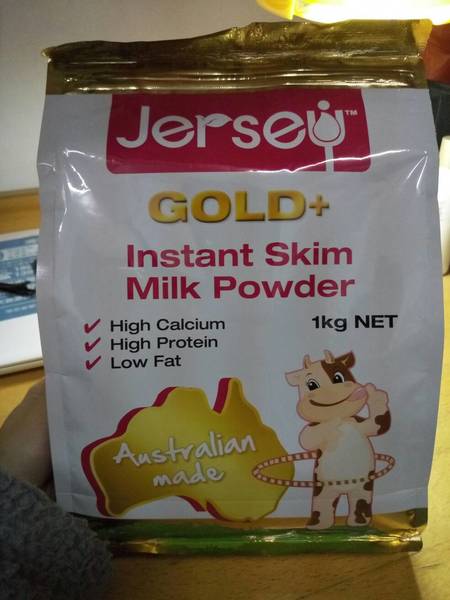 Jersey™
GOLD+
Instant Skim
Milk Powder
✓ High Calcium
✓ High Protein
✓ Low Fat
1kg NET
Australian
made